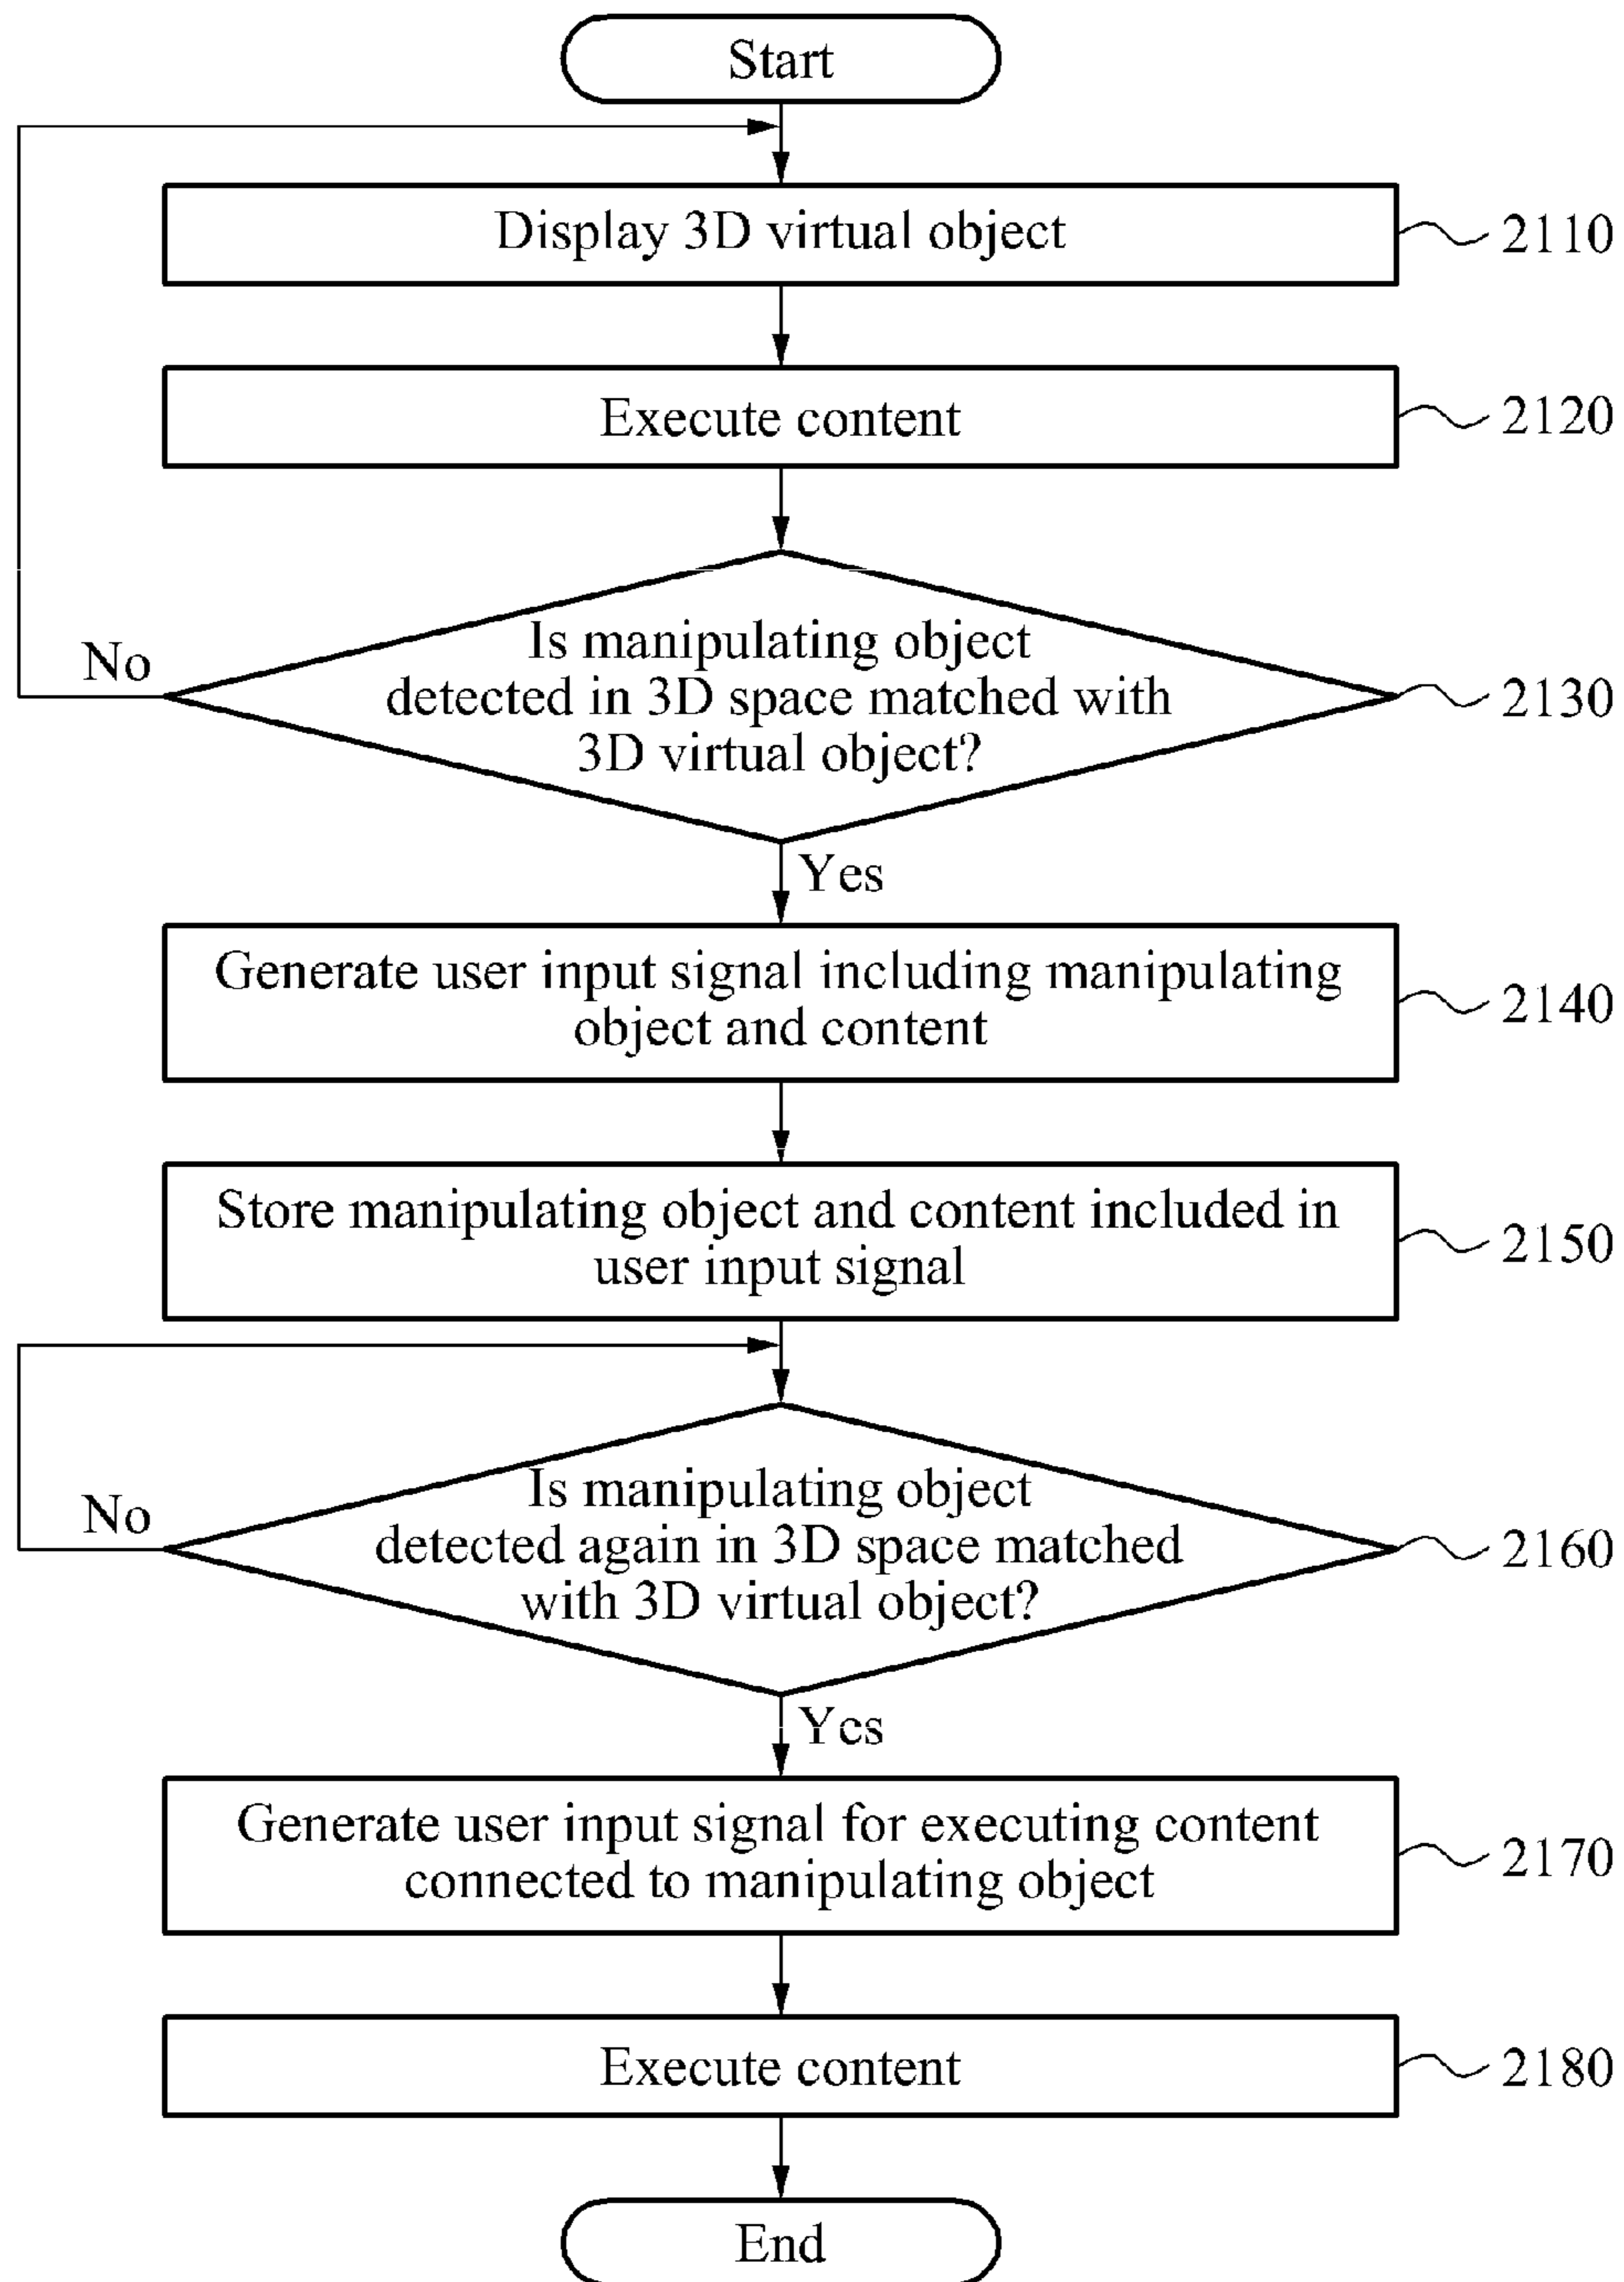 Start
Display 3D virtual object
2110
Execute content
2120
Is manipulating object
detected in 3D space matched with
3D virtual object?
No
2130
Yes
Generate user input signal including manipulating
object and content
2140
Store manipulating object and content included in
user input signal
2150
Is manipulating object
detected again in 3D space matched
with 3D virtual object?
No
2160
Yes
Generate user input signal for executing content
connected to manipulating object
2170
Execute content
2180
End